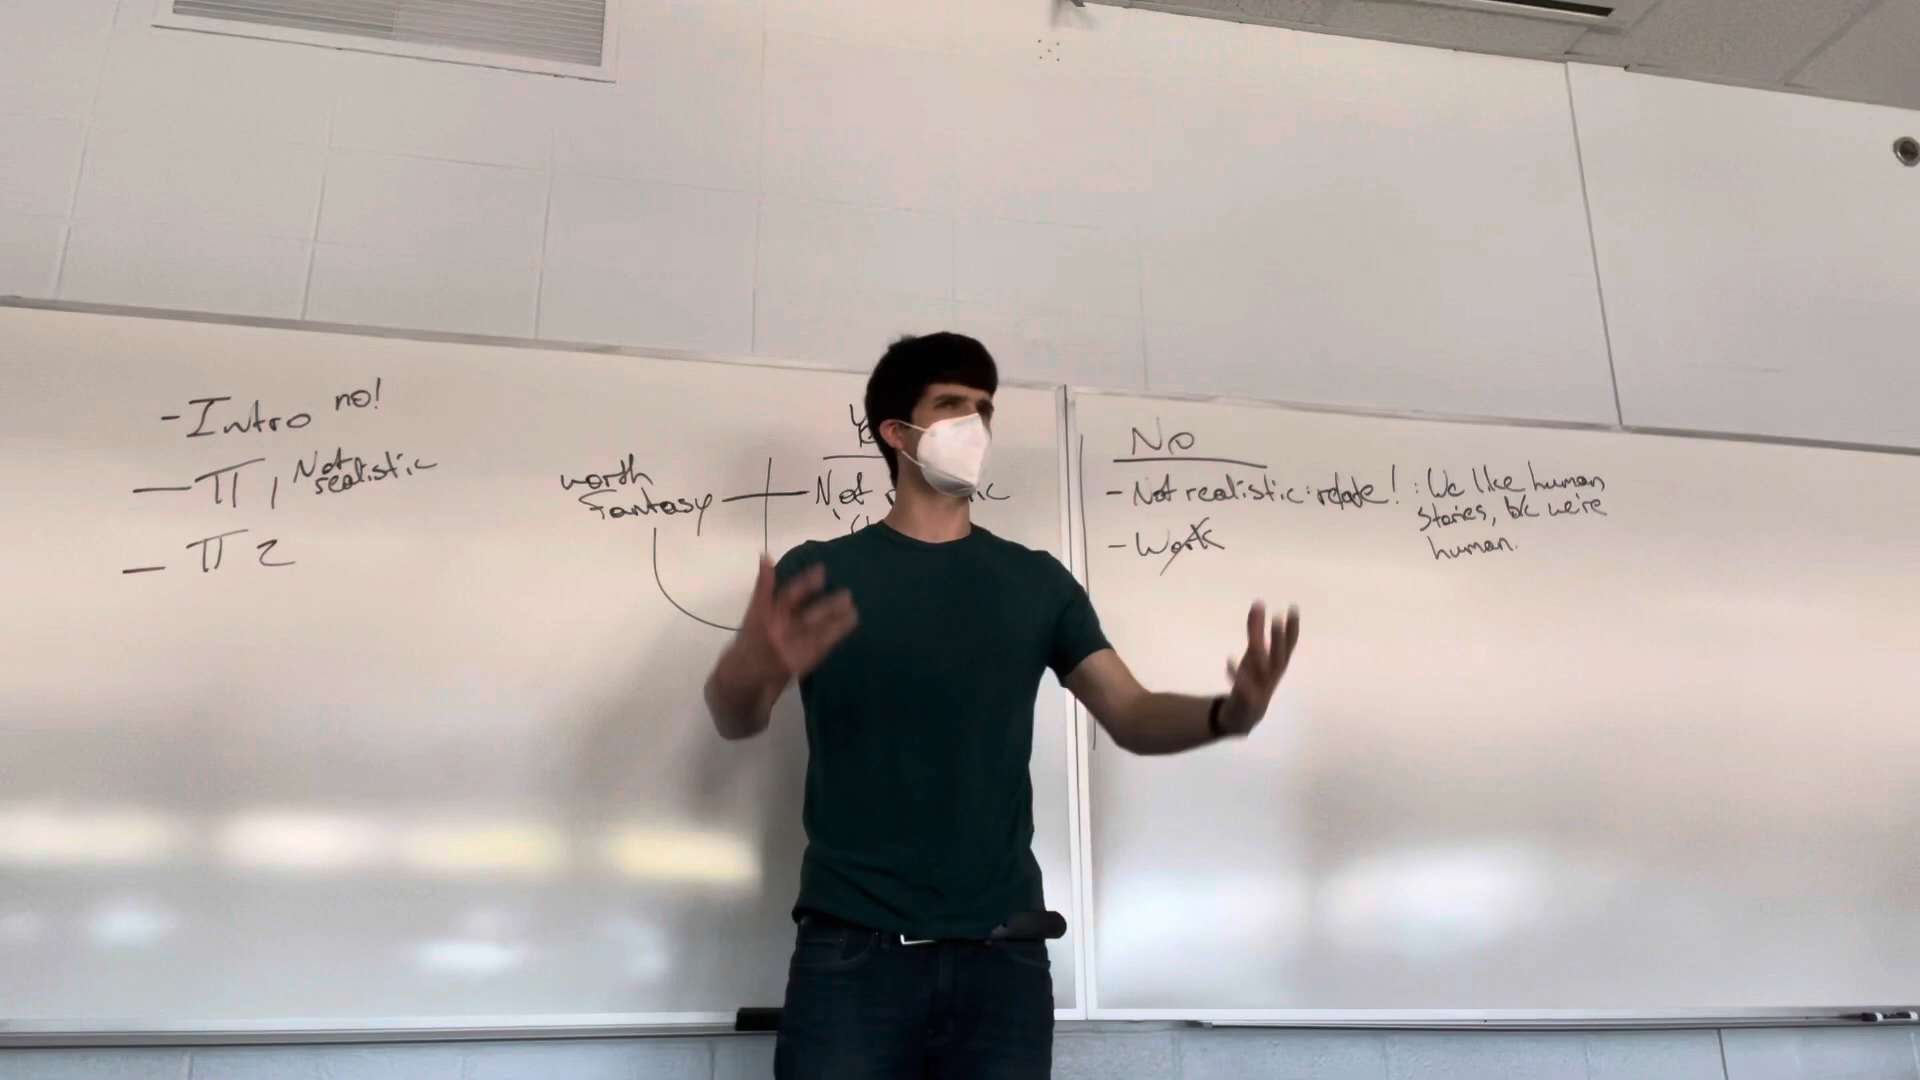 - Intro no!
- π 1 Not realistic
- π 2
worth
fantasy
Not
No
- Not realistic: relate! : We like human
stories, b/c we're
human.
- Work